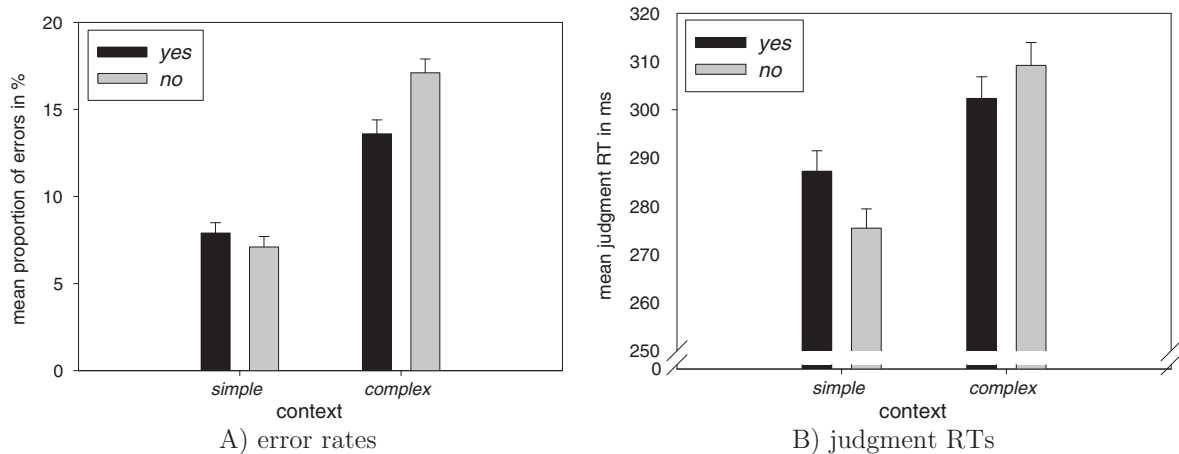 mean proportion of errors in %
20
15
10
5
0
yes
no
simple
complex
context
A) error rates
mean judgment RT in ms
320
310
300
290
280
270
260
250
0
yes
no
simple
complex
context
B) judgment RTs